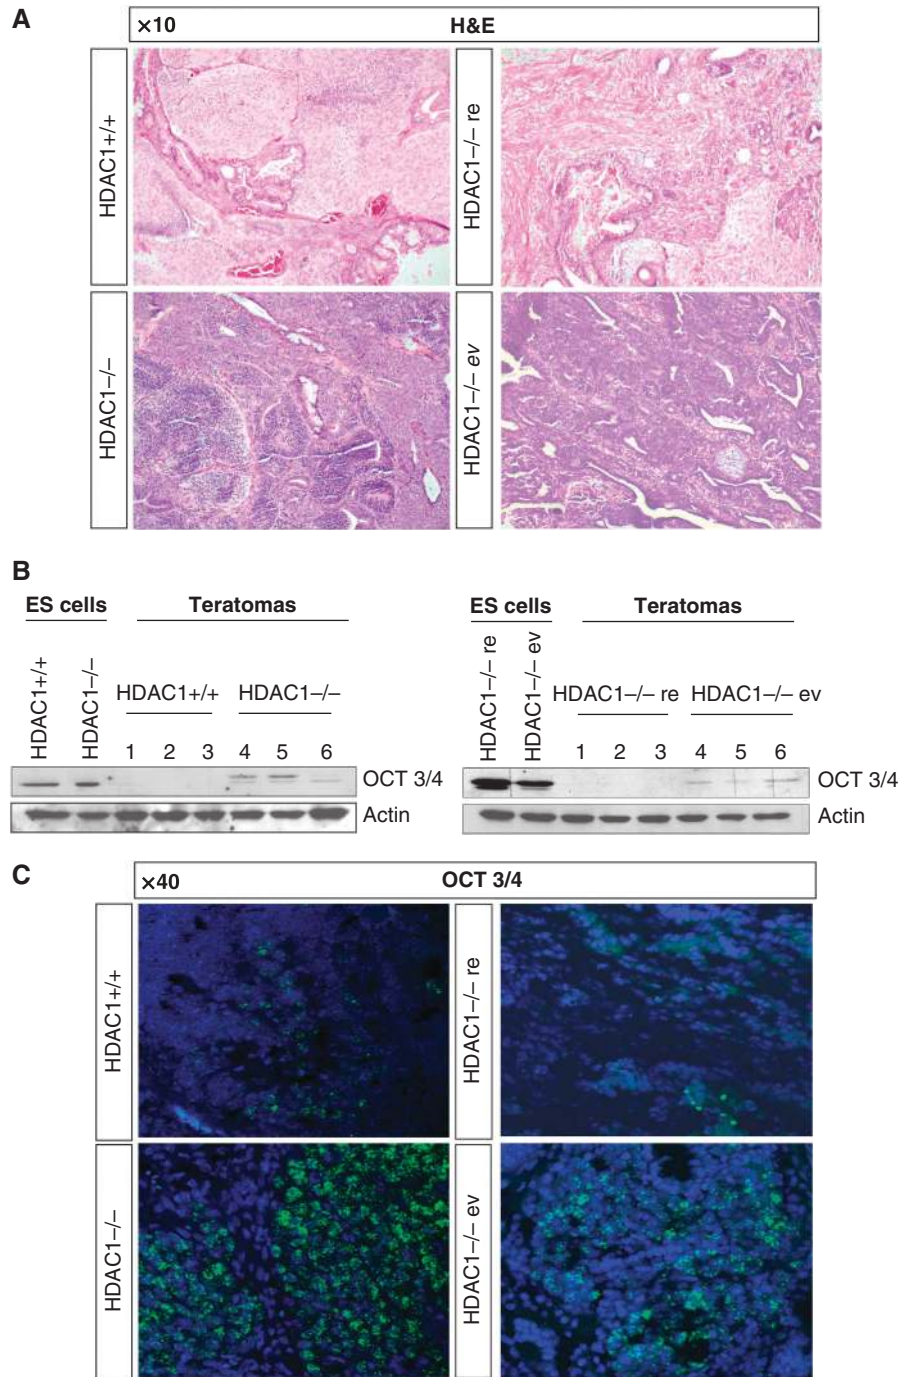 A
×10 H&E
HDAC1+/+
HDAC1–/– re
HDAC1–/–
HDAC1–/– ev
B
ES cells Teratomas
HDAC1+/+
HDAC1–/–
HDAC1+/+ HDAC1–/–
1 2 3 4 5 6
OCT 3/4
Actin
ES cells Teratomas
HDAC1–/– re
HDAC1–/– ev
HDAC1–/– re HDAC1–/– ev
1 2 3 4 5 6
OCT 3/4
Actin
C
×40 OCT 3/4
HDAC1+/+
HDAC1–/– re
HDAC1–/–
HDAC1–/– ev